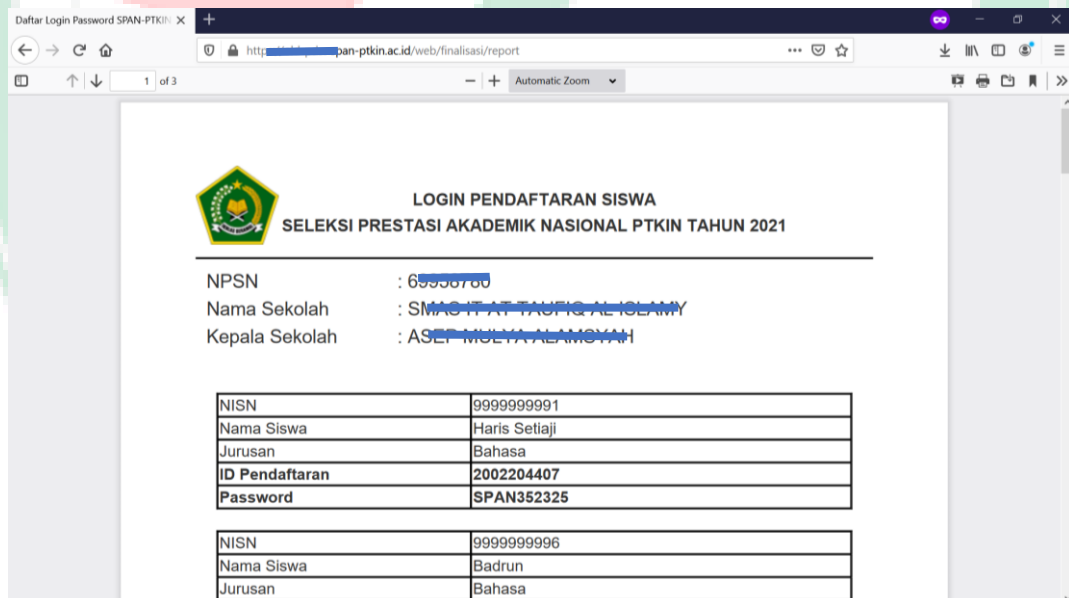 Daftar Login Password SPAN-PTKIN
pan-ptkin.ac.id/web/finalisasi/report
1 of 3
Automatic Zoom
LOGIN PENDAFTARAN SISWA
SELEKSI PRESTASI AKADEMIK NASIONAL PTKIN TAHUN 2021
NPSN :
Nama Sekolah :
Kepala Sekolah :
NISN 9999999991
Nama Siswa Haris Setiaji
Jurusan Bahasa
ID Pendaftaran 2002204407
Password SPAN352325
NISN 9999999996
Nama Siswa Badrun
Jurusan Bahasa